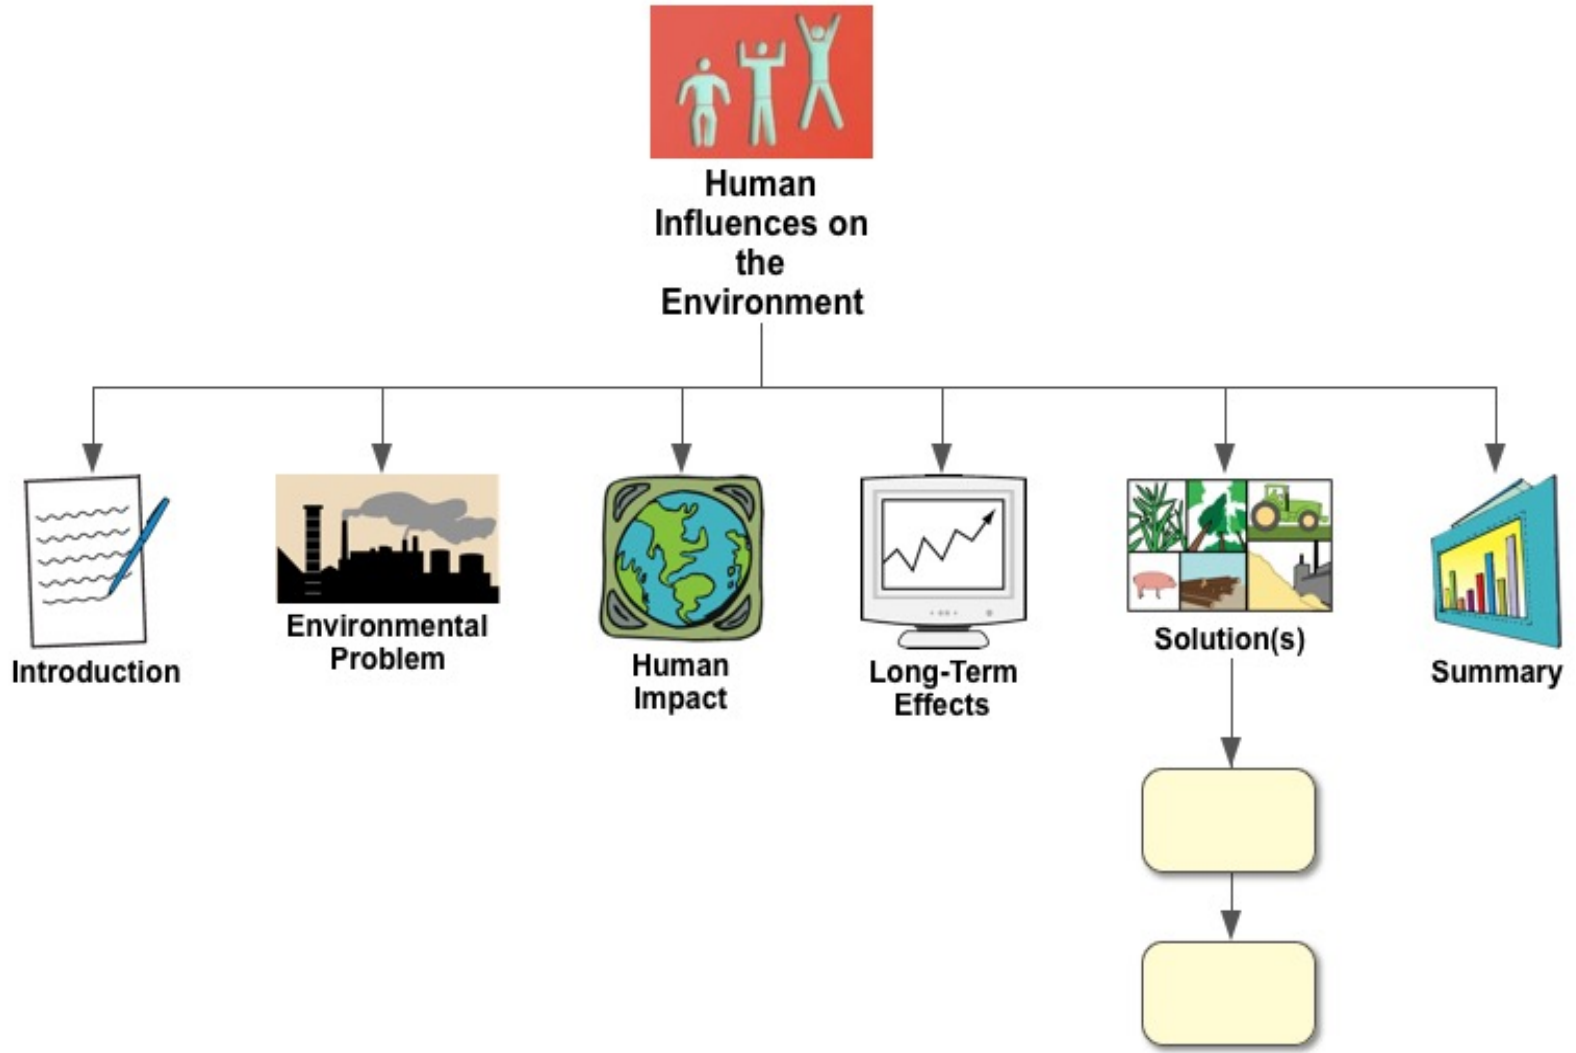 Human
Influences on
the
Environment
Introduction
Environmental
Problem
Human
Impact
Long-Term
Effects
Solution(s)
Summary